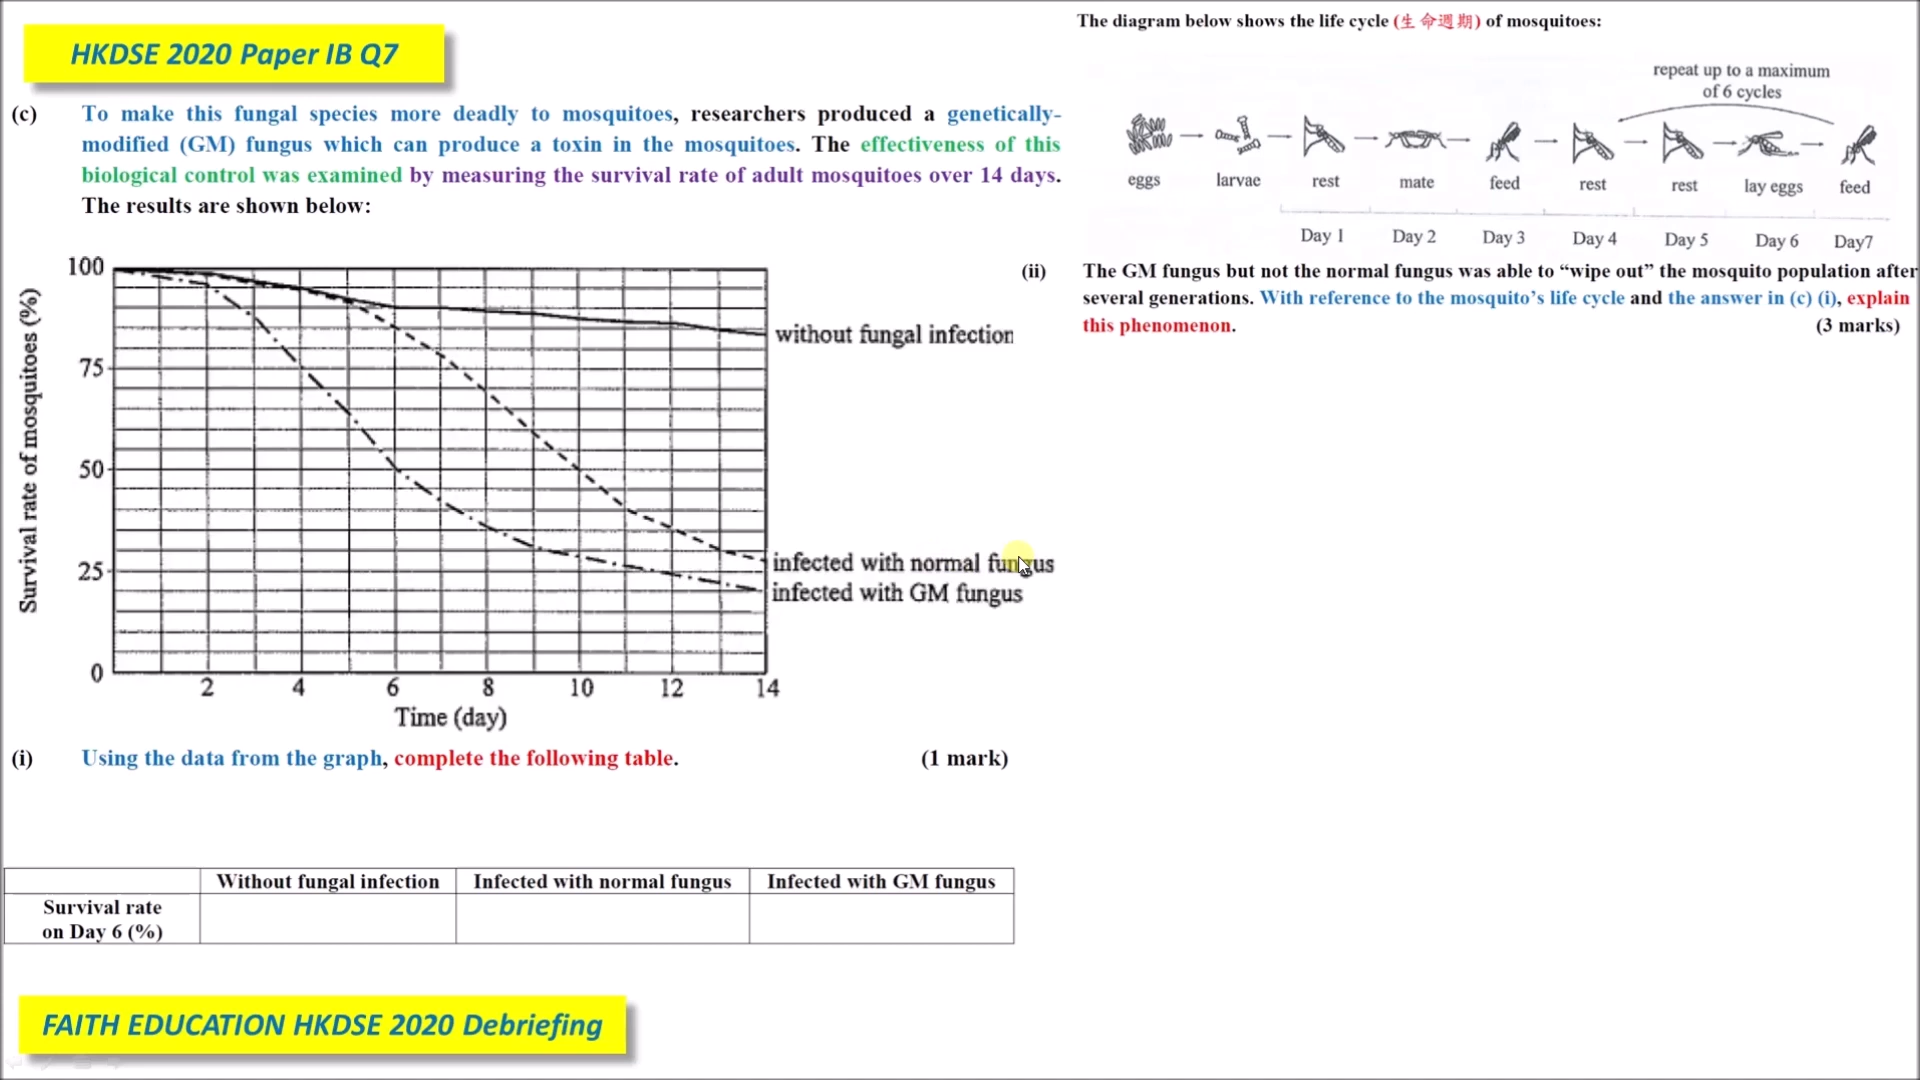 HKDSE 2020 Paper IB Q7
(c) To make this fungal species more deadly to mosquitoes, researchers produced a genetically-
modified (GM) fungus which can produce a toxin in the mosquitoes. The effectiveness of this
biological control was examined by measuring the survival rate of adult mosquitoes over 14 days.
The results are shown below:
Survival rate of mosquitoes (%)
100
75
50
25
0
2 4 6 8 10 12 14
Time (day)
without fungal infection
infected with normal fungus
infected with GM fungus
(i) Using the data from the graph, complete the following table. (1 mark)
Without fungal infection Infected with normal fungus Infected with GM fungus
Survival rate
on Day 6 (%)
FAITH EDUCATION HKDSE 2020 Debriefing
The diagram below shows the life cycle (生命週期) of mosquitoes:
repeat up to a maximum
of 6 cycles
eggs larvae rest mate feed rest rest lay eggs feed
Day 1 Day 2 Day 3 Day 4 Day 5 Day 6 Day7
(ii) The GM fungus but not the normal fungus was able to “wipe out” the mosquito population after
several generations. With reference to the mosquito’s life cycle and the answer in (c) (i), explain
this phenomenon. (3 marks)